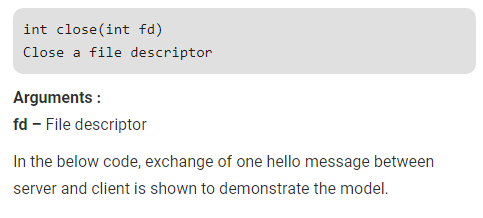 int close(int fd)
Close a file descriptor
Arguments :
fd – File descriptor
In the below code, exchange of one hello message between
server and client is shown to demonstrate the model.